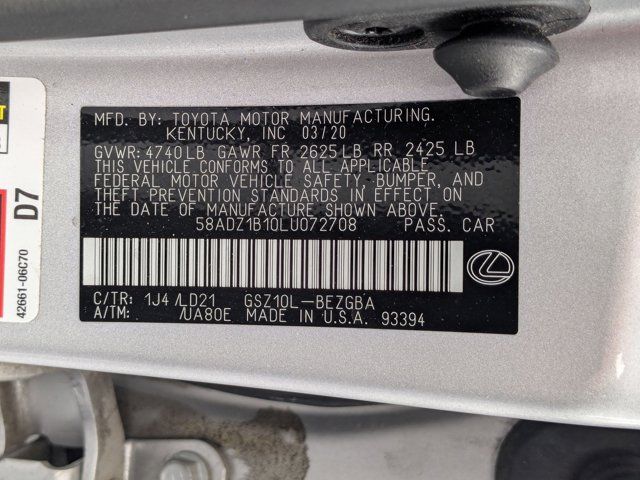 MFD. BY: TOYOTA MOTOR MANUFACTURING.
KENTUCKY, INC 03/20
GVWR: 4740LB GAWR FR 2625LB RR 2425 LB
THIS VEHICLE CONFORMS TO ALL APPLICABLE
FEDERAL MOTOR VEHICLE SAFETY, BUMPER, AND
THEFT PREVENTION STANDARDS IN EFFECT ON
THE DATE OF MANUFACTURE SHOWN ABOVE.
58ADZ1B10LU072708 PASS. CAR
C/TR: 1J4 /LD21 GSZ10L-BEZGBA
A/TM: /UA80E MADE IN U.S.A. 93394
D7
42661-06C70